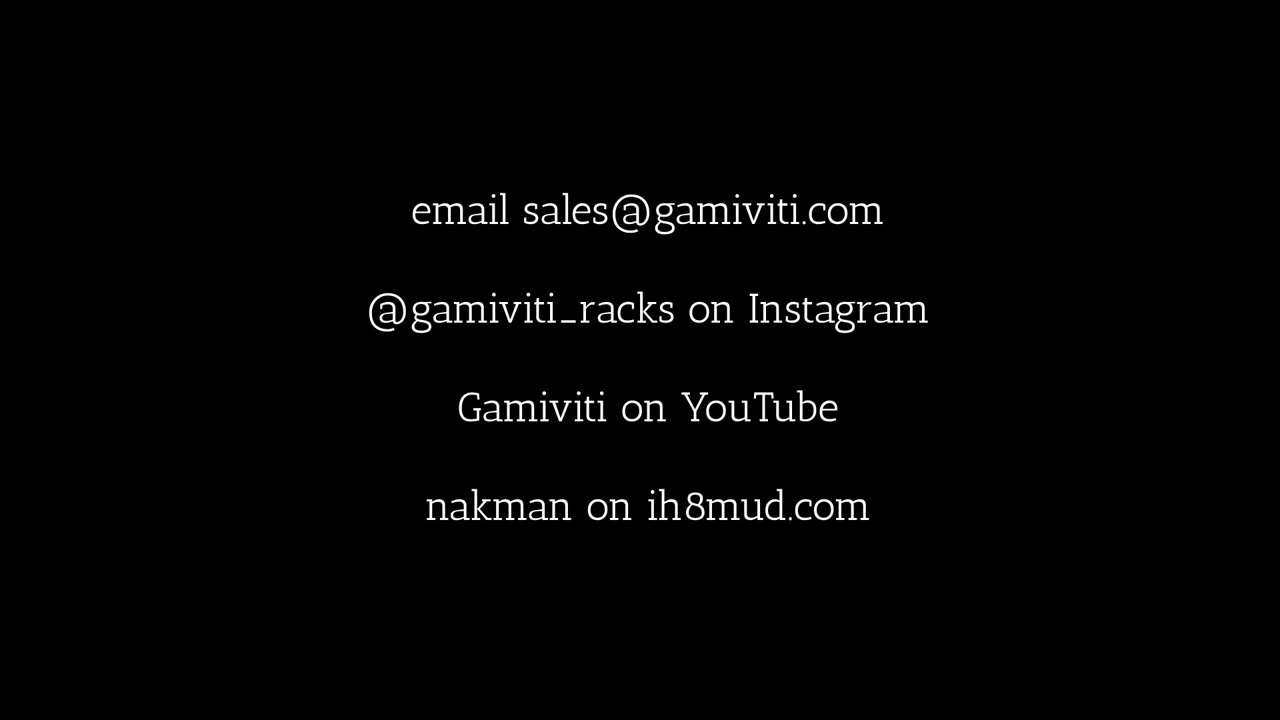 email sales@gamiviti.com
@gamiviti_racks on Instagram
Gamiviti on YouTube
nakman on ih8mud.com